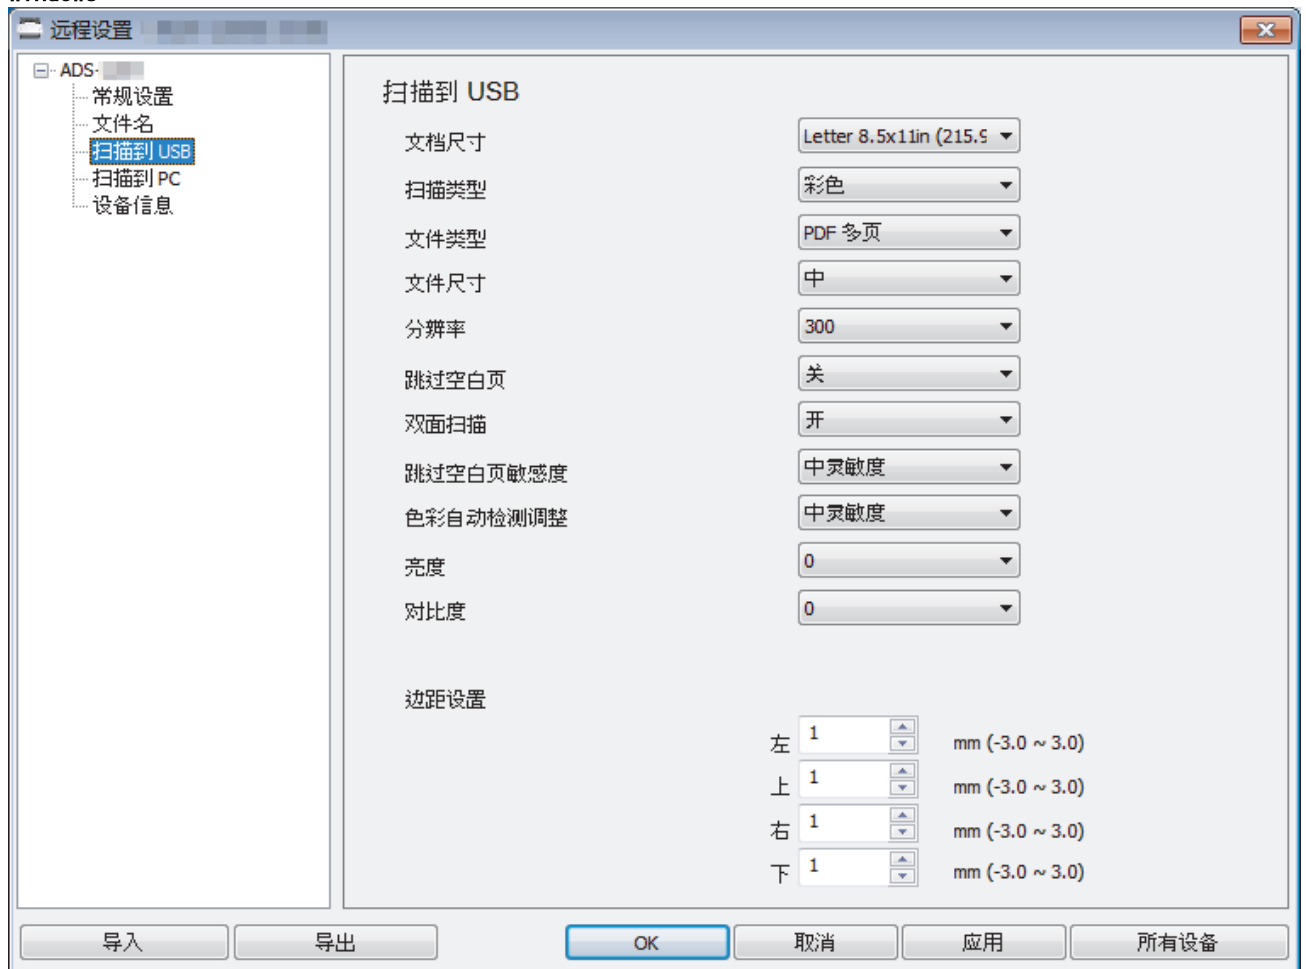 远程设置
ADS-
常规设置
文件名
扫描到 USB
扫描到 PC
设备信息
扫描到 USB
文档尺寸 Letter 8.5x11in (215.9
扫描类型 彩色
文件类型 PDF 多页
文件尺寸 中
分辨率 300
跳过空白页 关
双面扫描 开
跳过空白页敏感度 中灵敏度
色彩自动检测调整 中灵敏度
亮度 0
对比度 0
边距设置
左 1 mm (-3.0 ~ 3.0)
上 1 mm (-3.0 ~ 3.0)
右 1 mm (-3.0 ~ 3.0)
下 1 mm (-3.0 ~ 3.0)
导入 导出 OK 取消 应用 所有设备